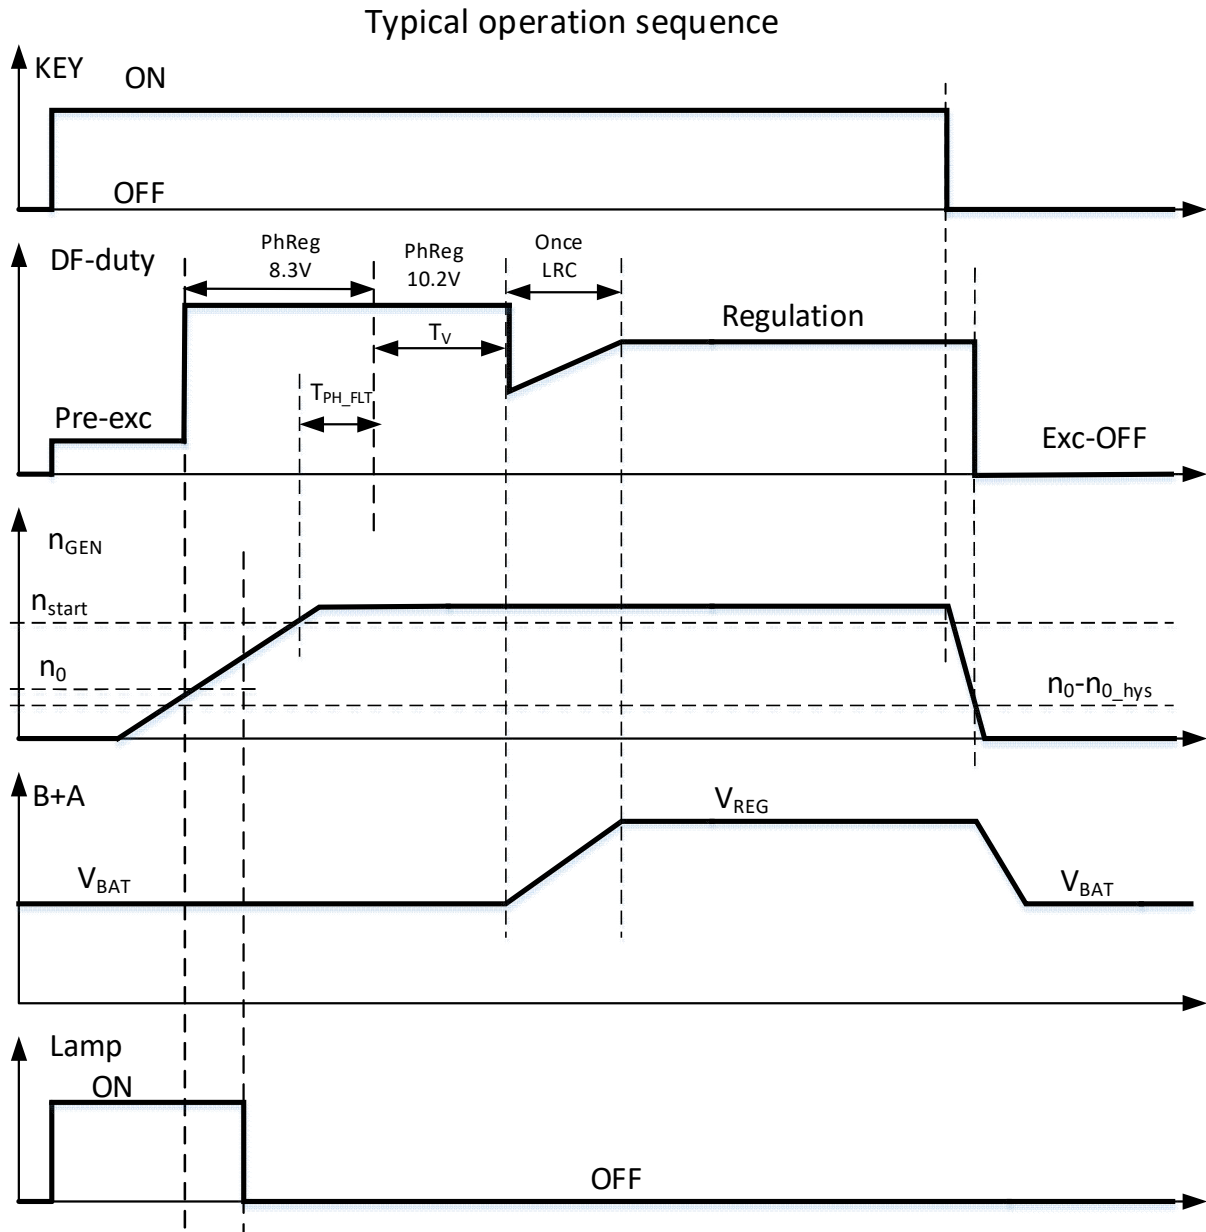 Typical operation sequence
KEY
ON
OFF
DF-duty
PhReg
8.3V
PhReg
10.2V
Once
LRC
Regulation
TV
TPH_FLT
Pre-exc
Exc-OFF
nGEN
nstart
n0
n0-n0_hys
B+A
VREG
VBAT
VBAT
Lamp
ON
OFF